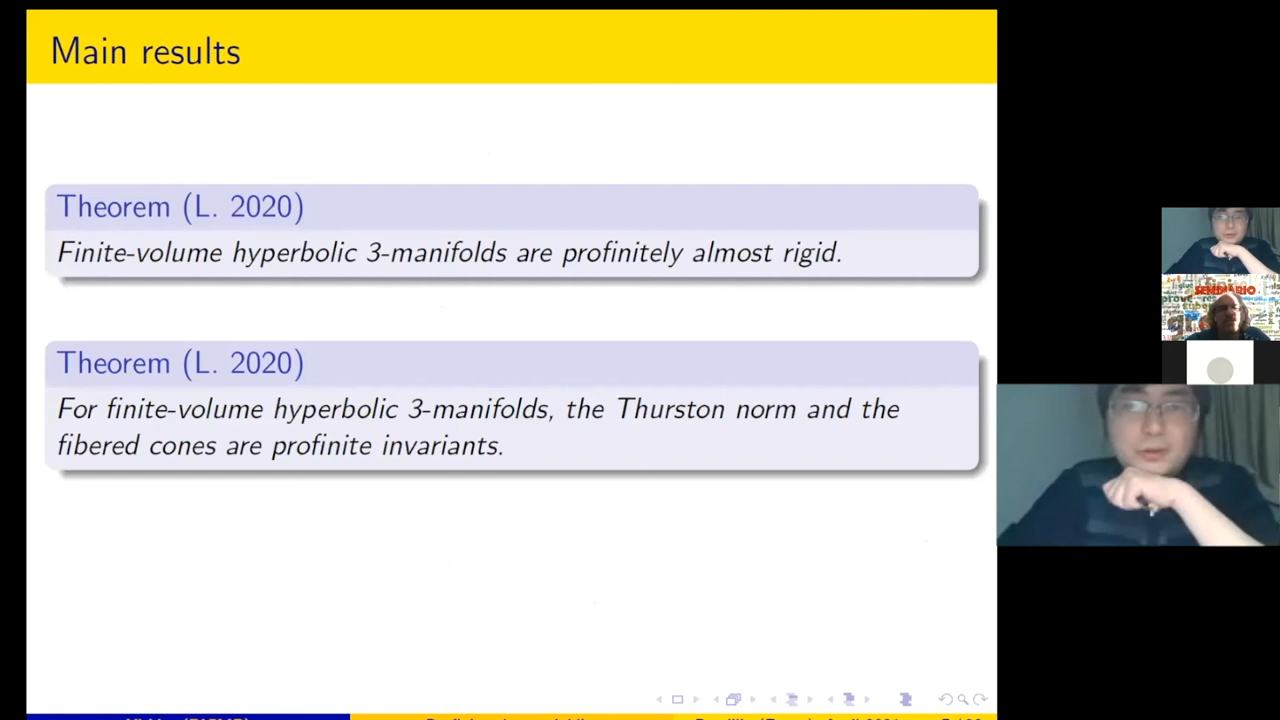 Main results
Theorem (L. 2020)
Finite-volume hyperbolic 3-manifolds are profinitely almost rigid.
Theorem (L. 2020)
For finite-volume hyperbolic 3-manifolds, the Thurston norm and the
fibered cones are profinite invariants.
SEMINARIO